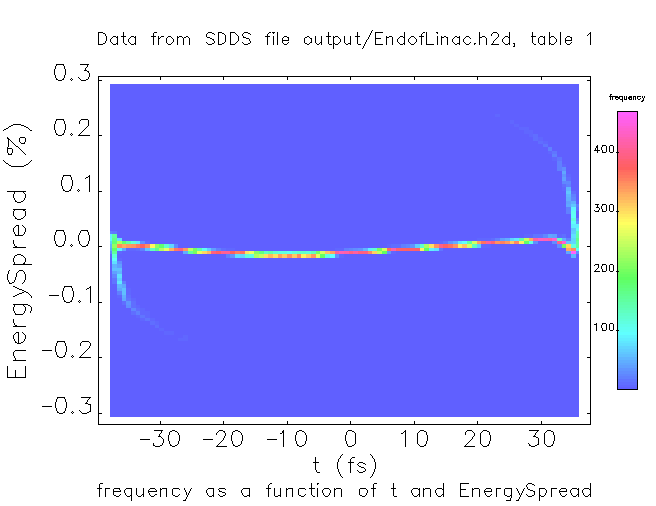 Data from SDDS file output/EndofLinac.h2d, table 1
frequency
EnergySpread (%)
0.3
0.2
0.1
0.0
-0.1
-0.2
-0.3
400.
300.
200.
100.
-30 -20 -10 0 10 20 30
t (fs)
frequency as a function of t and EnergySpread